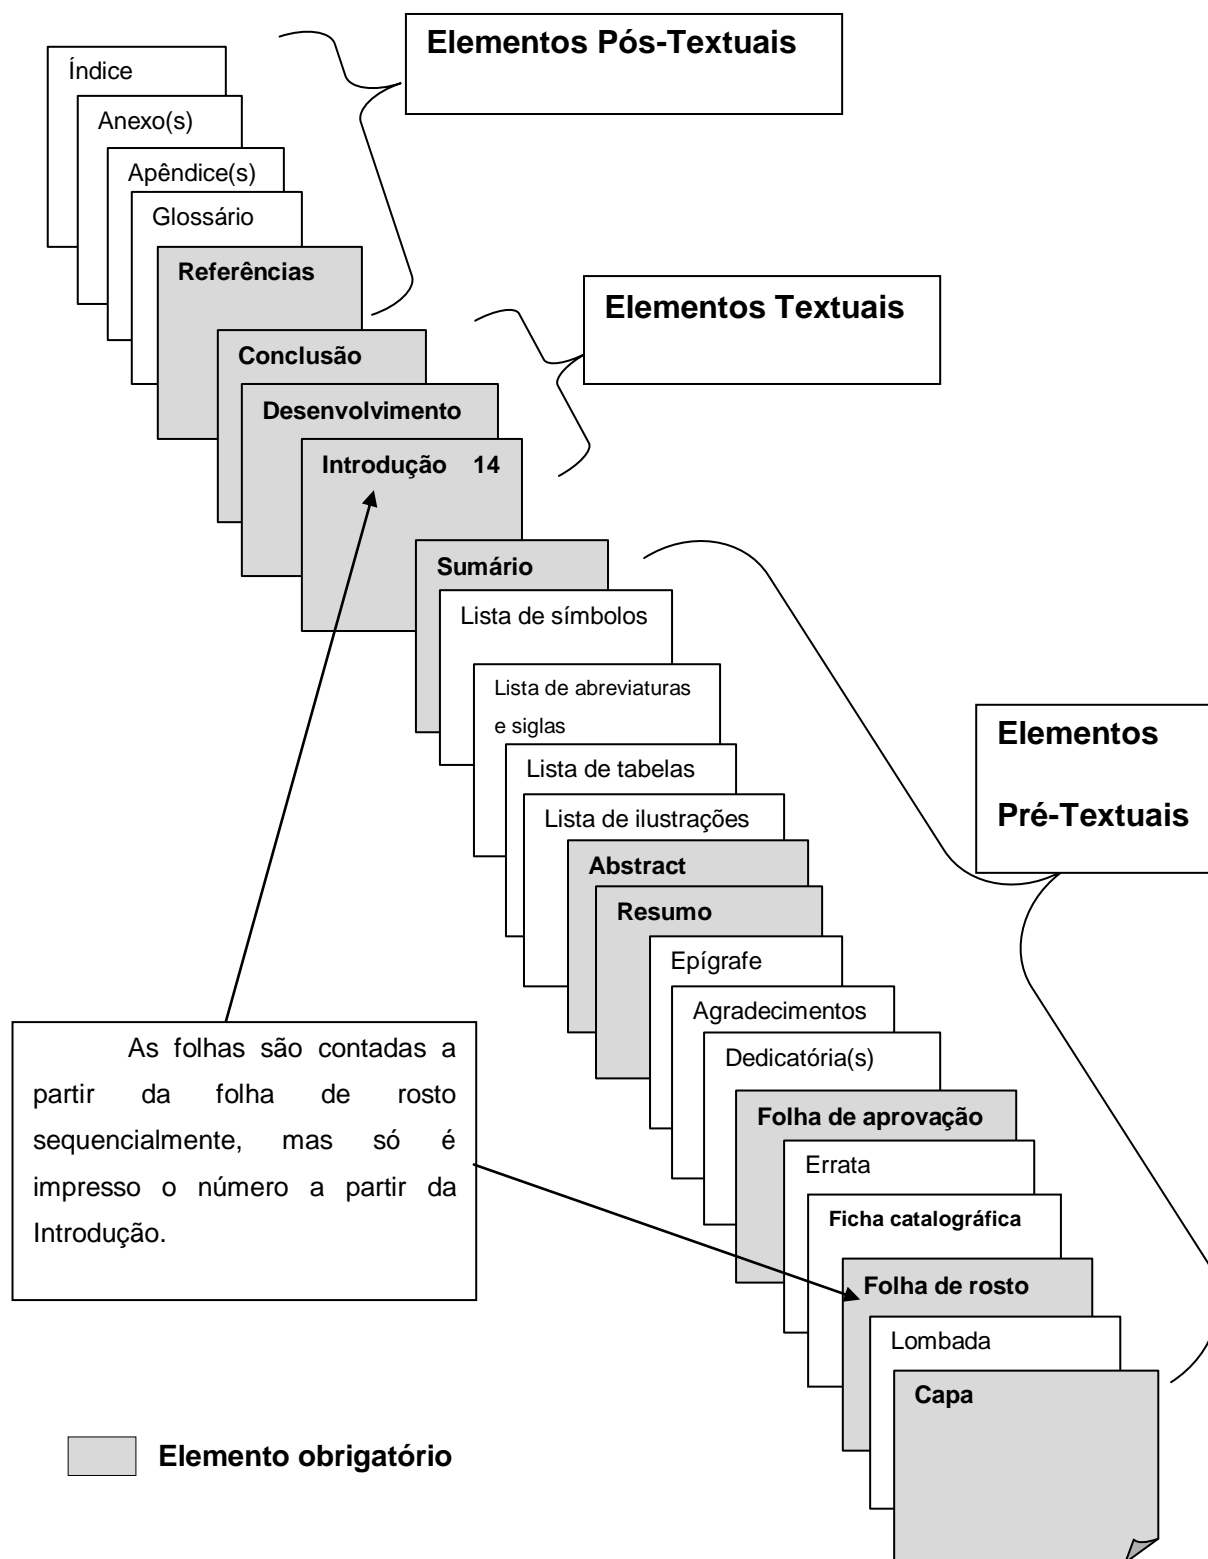 Elementos Pós-Textuais
Índice
Anexo(s)
Apêndice(s)
Glossário
Referências
Elementos Textuais
Conclusão
Desenvolvimento
Introdução 14
Sumário
Lista de símbolos
Lista de abreviaturas
e siglas
Lista de tabelas
Lista de ilustrações
Elementos
Pré-Textuais
Abstract
Resumo
Epígrafe
Agradecimentos
Dedicatória(s)
Folha de aprovação
Errata
Ficha catalográfica
Folha de rosto
Lombada
Capa
As folhas são contadas a
partir da folha de rosto
sequencialmente, mas só é
impresso o número a partir da
Introdução.
Elemento obrigatório